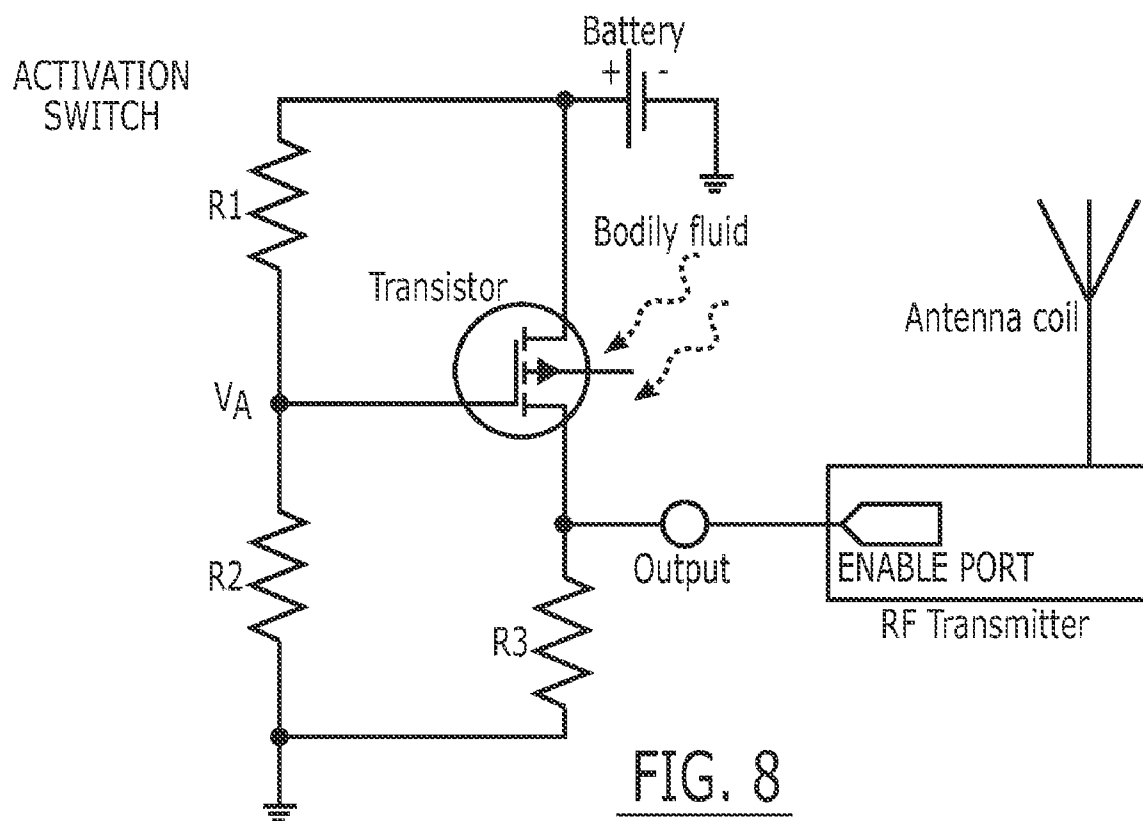 Battery
+ -
ACTIVATION
SWITCH
R1
Bodily fluid
Transistor
Antenna coil
VA
R2
Output
ENABLE PORT
RF Transmitter
R3
FIG. 8